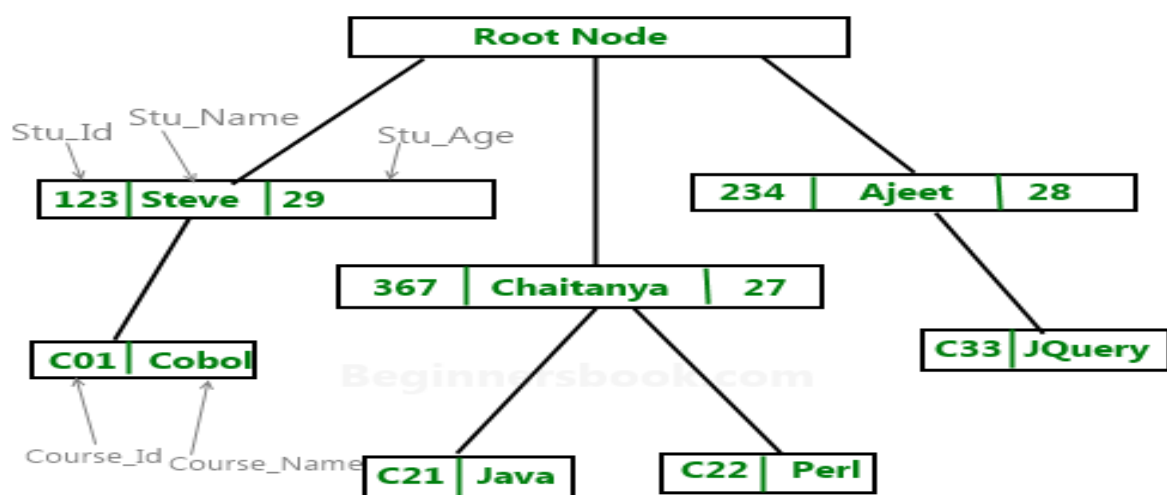 Root Node
Stu_Id
Stu_Name
Stu_Age
123 Steve 29
234 Ajeet 28
367 Chaitanya 27
C01 Cobol
C33 JQuery
Beginnersbook.com
Course_Id
Course_Name
C21 Java
C22 Perl